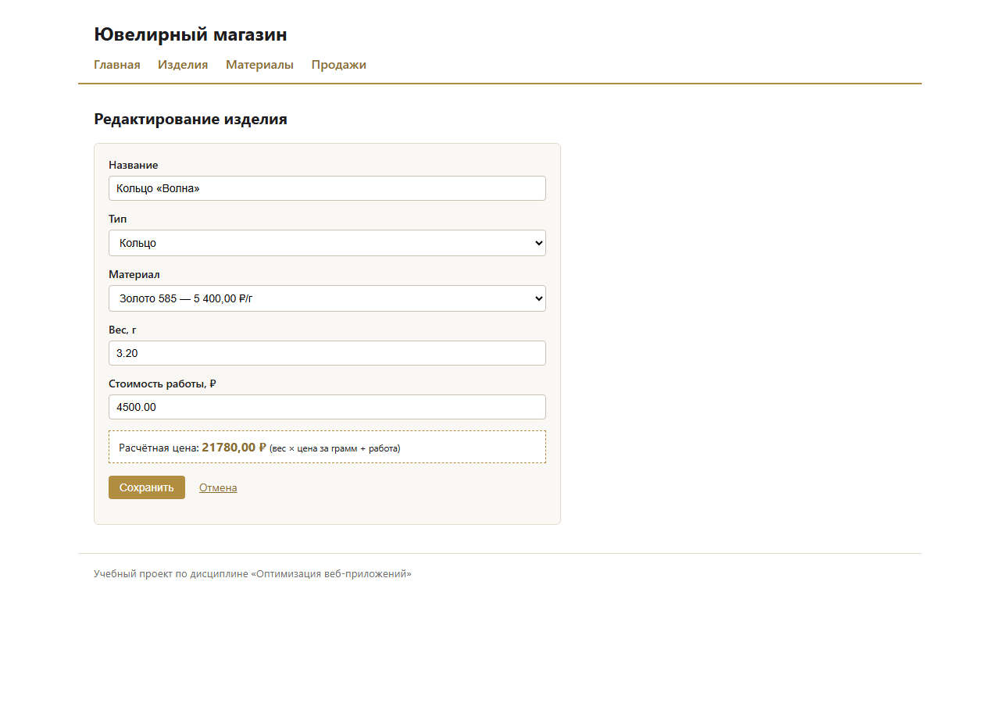 Ювелирный магазин
Главная Изделия Материалы Продажи
Редактирование изделия
Название
Кольцо «Волна»
Тип
Кольцо
Материал
Золото 585 — 5 400,00 ₽/г
Вес, г
3.20
Стоимость работы, ₽
4500.00
Расчётная цена: 21780,00 ₽ (вес × цена за грамм + работа)
Сохранить Отмена
Учебный проект по дисциплине «Оптимизация веб-приложений»